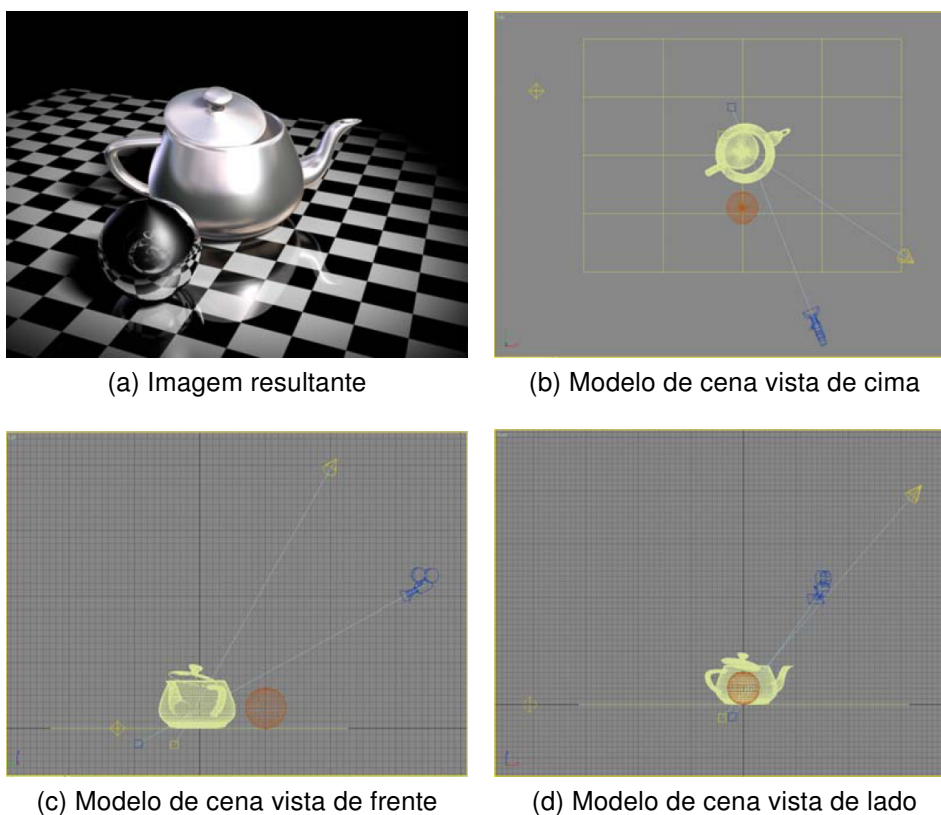 (a) Imagem resultante
(b) Modelo de cena vista de cima
(c) Modelo de cena vista de frente
(d) Modelo de cena vista de lado